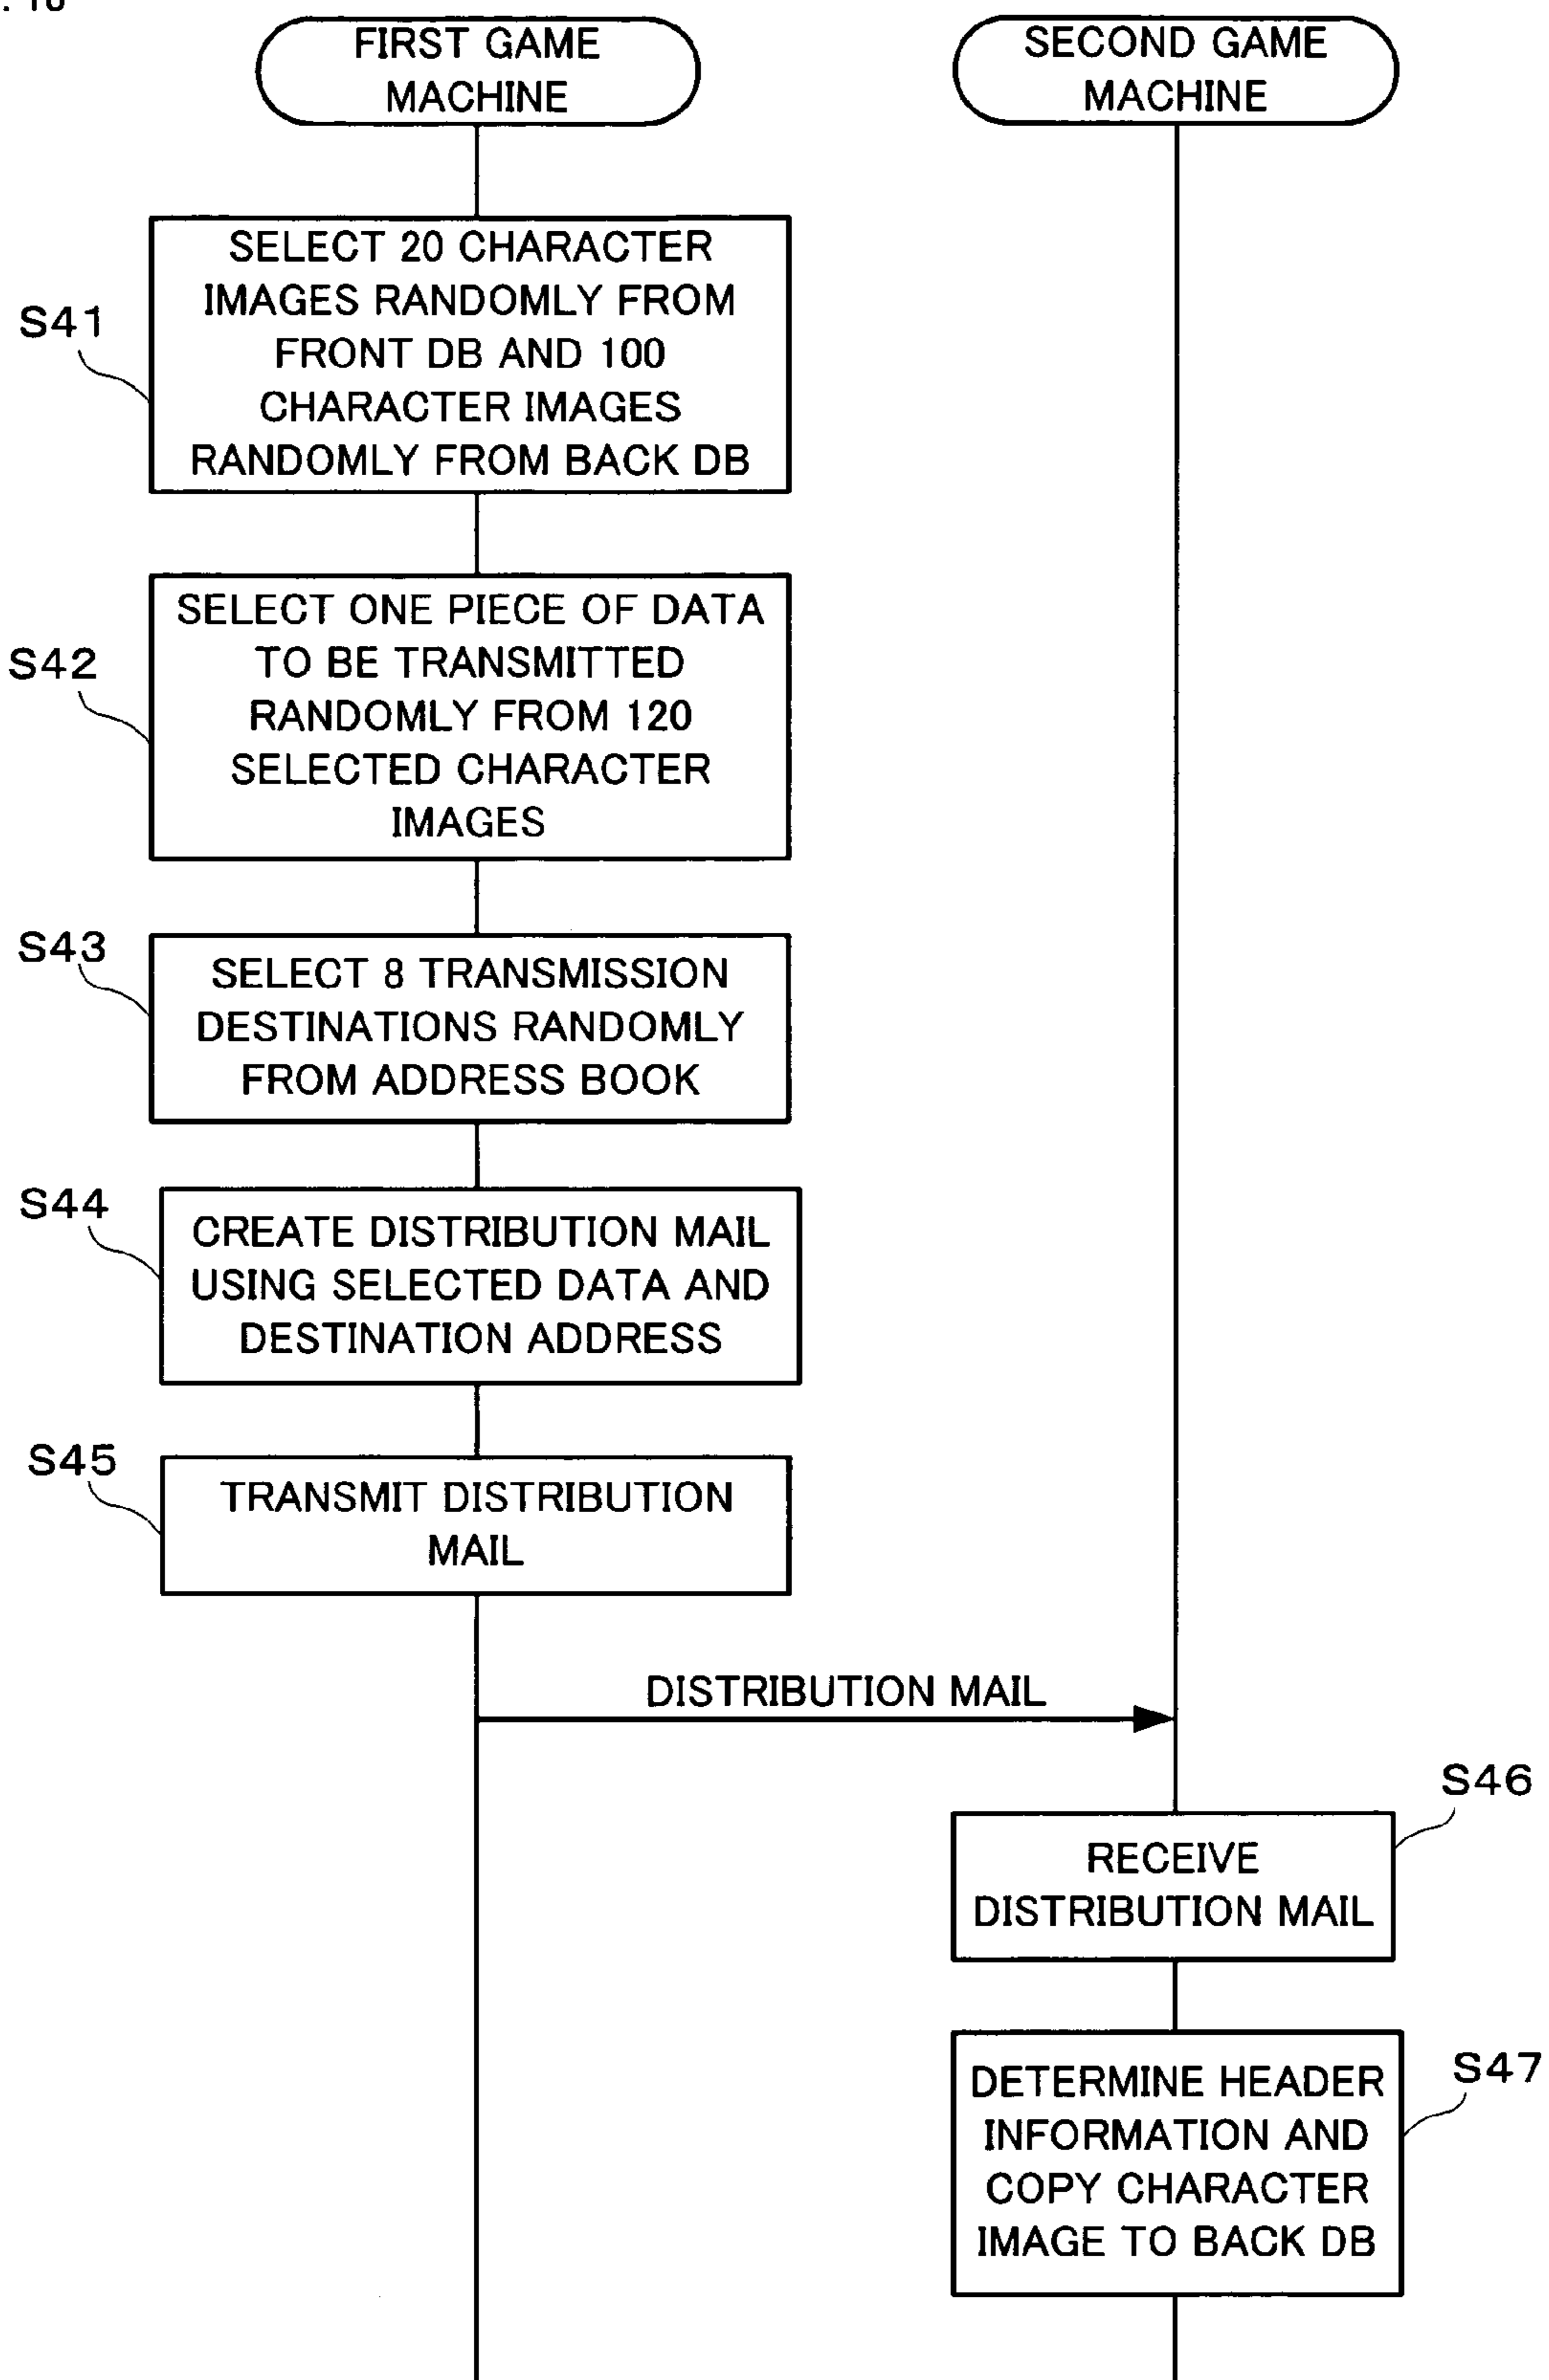 FIRST GAME
MACHINE
SECOND GAME
MACHINE
S41
SELECT 20 CHARACTER
IMAGES RANDOMLY FROM
FRONT DB AND 100
CHARACTER IMAGES
RANDOMLY FROM BACK DB
S42
SELECT ONE PIECE OF DATA
TO BE TRANSMITTED
RANDOMLY FROM 120
SELECTED CHARACTER
IMAGES
S43
SELECT 8 TRANSMISSION
DESTINATIONS RANDOMLY
FROM ADDRESS BOOK
S44
CREATE DISTRIBUTION MAIL
USING SELECTED DATA AND
DESTINATION ADDRESS
S45
TRANSMIT DISTRIBUTION
MAIL
DISTRIBUTION MAIL
S46
RECEIVE
DISTRIBUTION MAIL
S47
DETERMINE HEADER
INFORMATION AND
COPY CHARACTER
IMAGE TO BACK DB